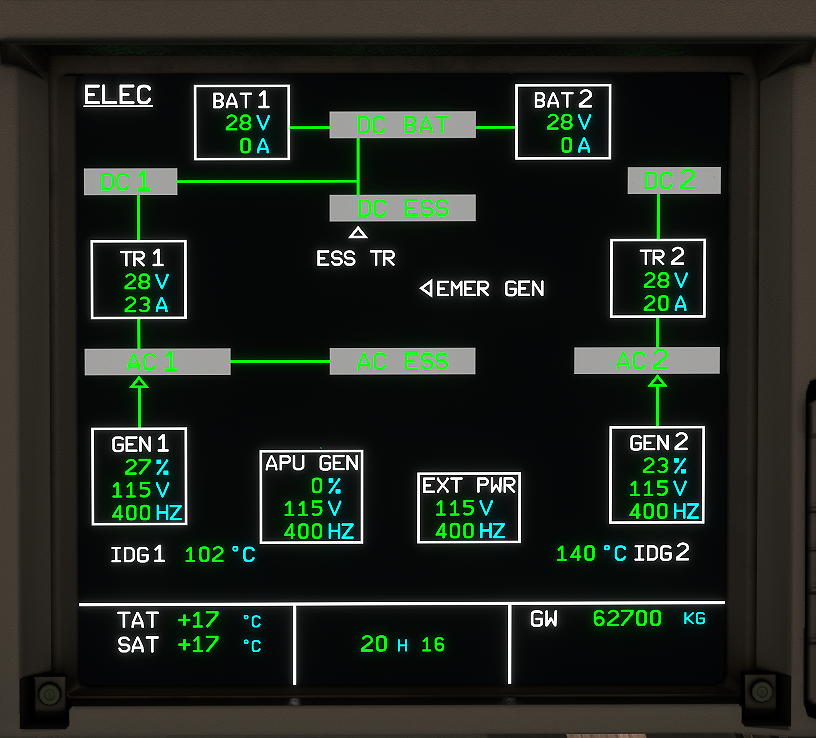 ELEC
BAT 1
28 V
0 A
DC BAT
BAT 2
28 V
0 A
DC 1
DC ESS
DC 2
ESS TR
EMER GEN
TR 1
28 V
23 A
TR 2
28 V
20 A
AC 1
AC ESS
AC 2
GEN 1
27 %
115 V
400 HZ
APU GEN
0 %
115 V
400 HZ
EXT PWR
115 V
400 HZ
GEN 2
23 %
115 V
400 HZ
IDG 1 102 °C
140 °C IDG 2
TAT +17 °C
SAT +17 °C
20 H 16
GW 62700 KG